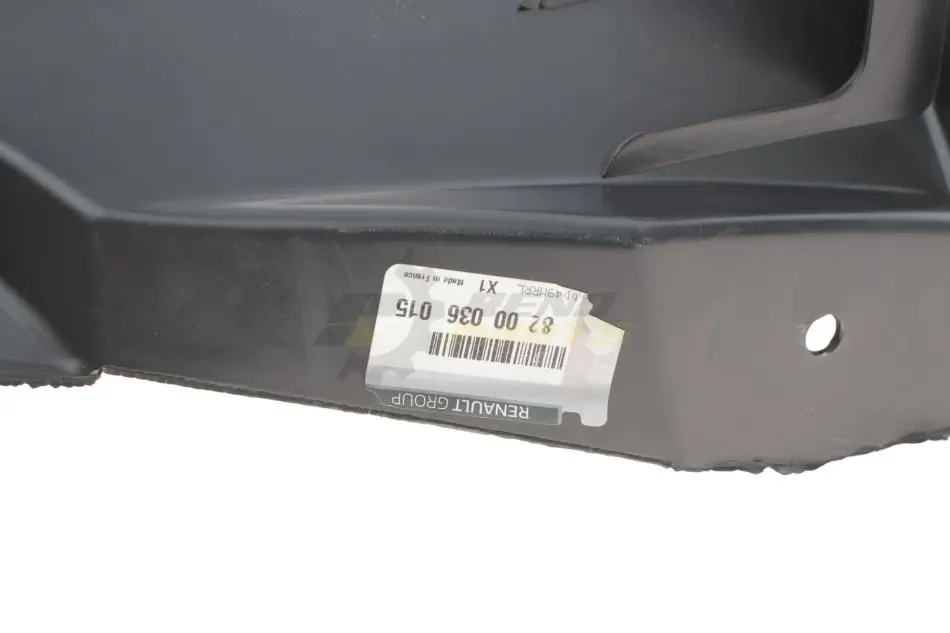 RENAULT GROUP
82 00 036 015
X1 Made in France